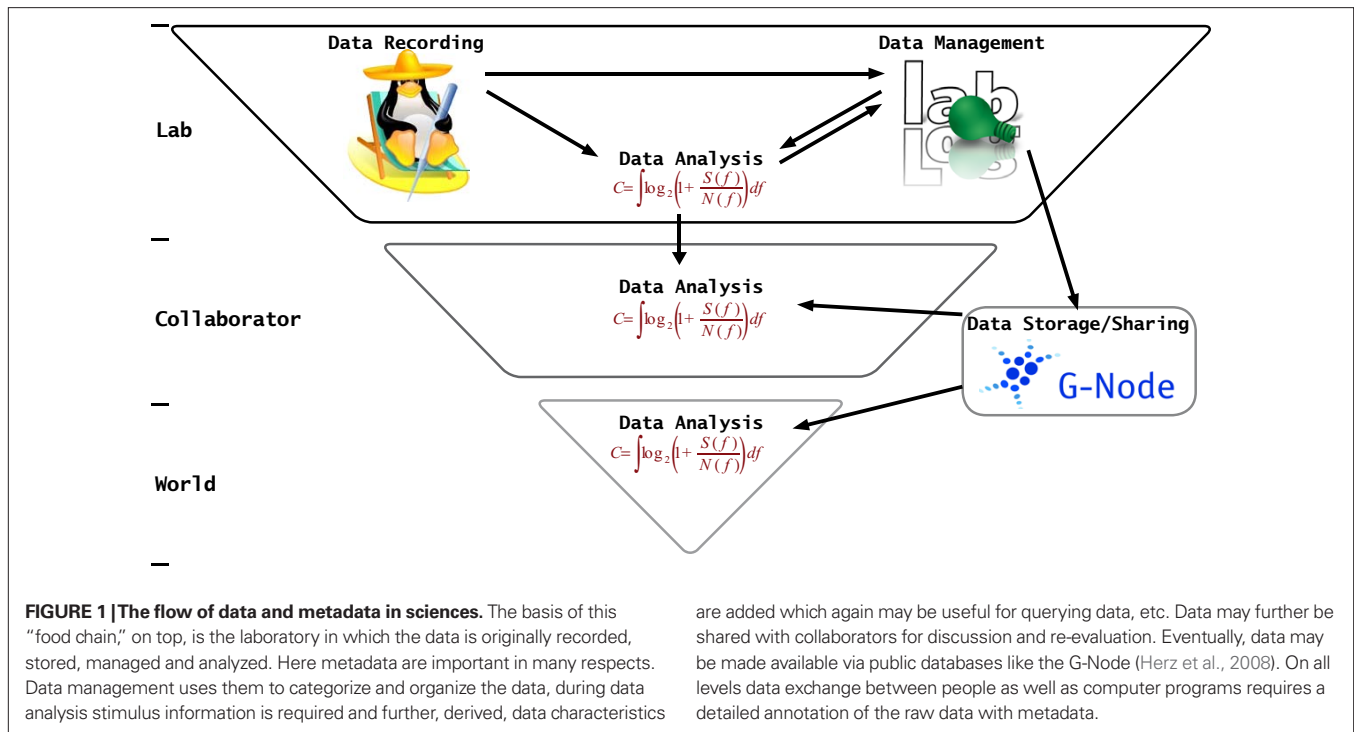 Data Recording
Data Management
Lab
lab
Data Analysis
C= ∫log₂(1+ S(f)/N(f))df
Collaborator
Data Analysis
C= ∫log₂(1+ S(f)/N(f))df
Data Storage/Sharing
G-Node
World
Data Analysis
C= ∫log₂(1+ S(f)/N(f))df
FIGURE 1 | The flow of data and metadata in sciences. The basis of this
"food chain," on top, is the laboratory in which the data is originally recorded,
stored, managed and analyzed. Here metadata are important in many respects.
Data management uses them to categorize and organize the data, during data
analysis stimulus information is required and further, derived, data characteristics
are added which again may be useful for querying data, etc. Data may further be
shared with collaborators for discussion and re-evaluation. Eventually, data may
be made available via public databases like the G-Node (Herz et al., 2008). On all
levels data exchange between people as well as computer programs requires a
detailed annotation of the raw data with metadata.